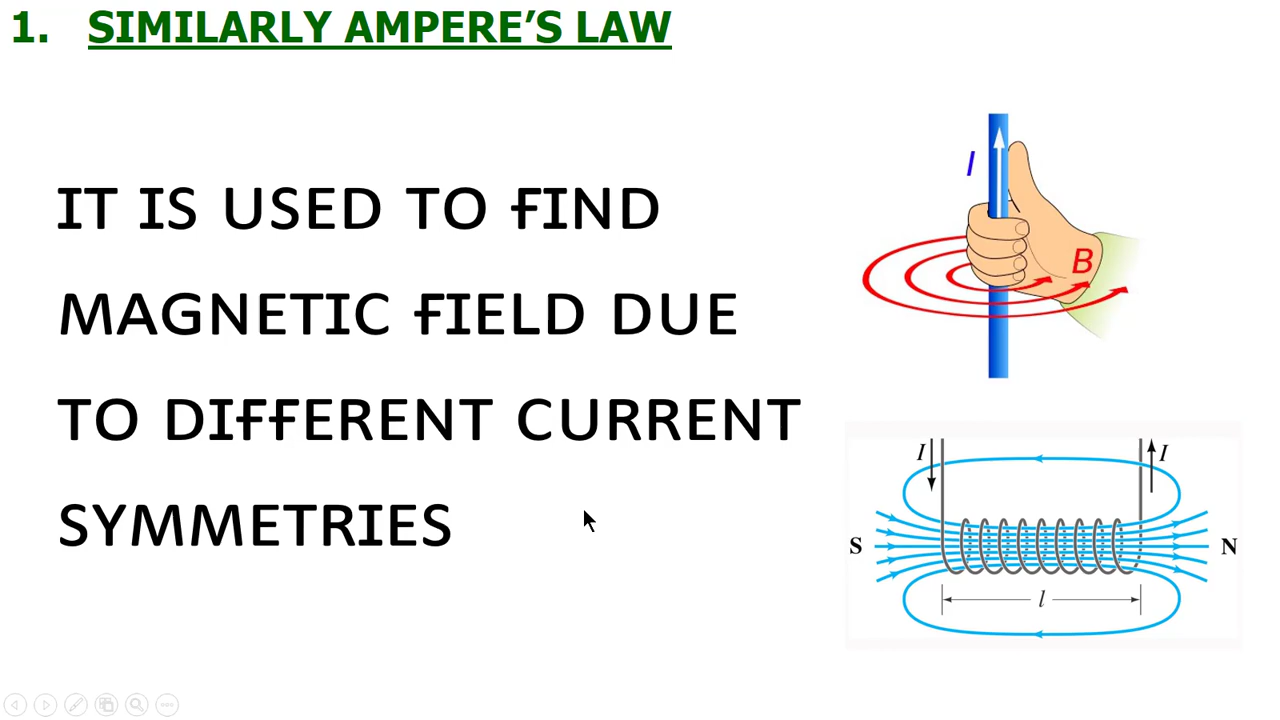 1. SIMILARLY AMPERE'S LAW
IT IS USED TO FIND
MAGNETIC FIELD DUE
TO DIFFERENT CURRENT
SYMMETRIES
I
B
I
I
S
N
l